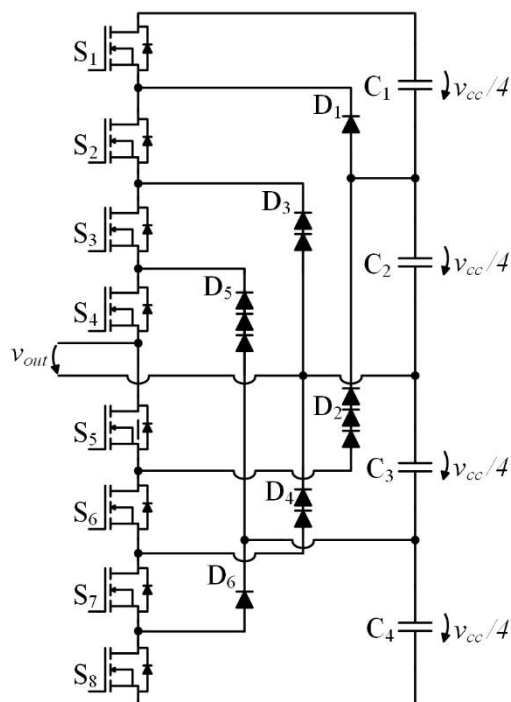 S1
C1
vcc/4
D1
S2
D3
S3
C2
vcc/4
D5
S4
vout
D2
S5
C3
vcc/4
D4
S6
D6
S7
C4
vcc/4
S8